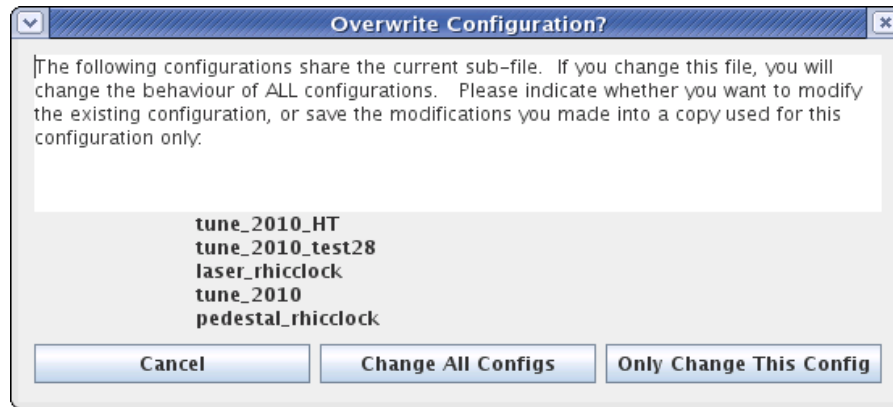 Overwrite Configuration?
The following configurations share the current sub-file.  If you change this file, you will
change the behaviour of ALL configurations.   Please indicate whether you want to modify
the existing configuration, or save the modifications you made into a copy used for this
configuration only:
tune_2010_HT
tune_2010_test28
laser_rhicclock
tune_2010
pedestal_rhicclock
Cancel
Change All Configs
Only Change This Config